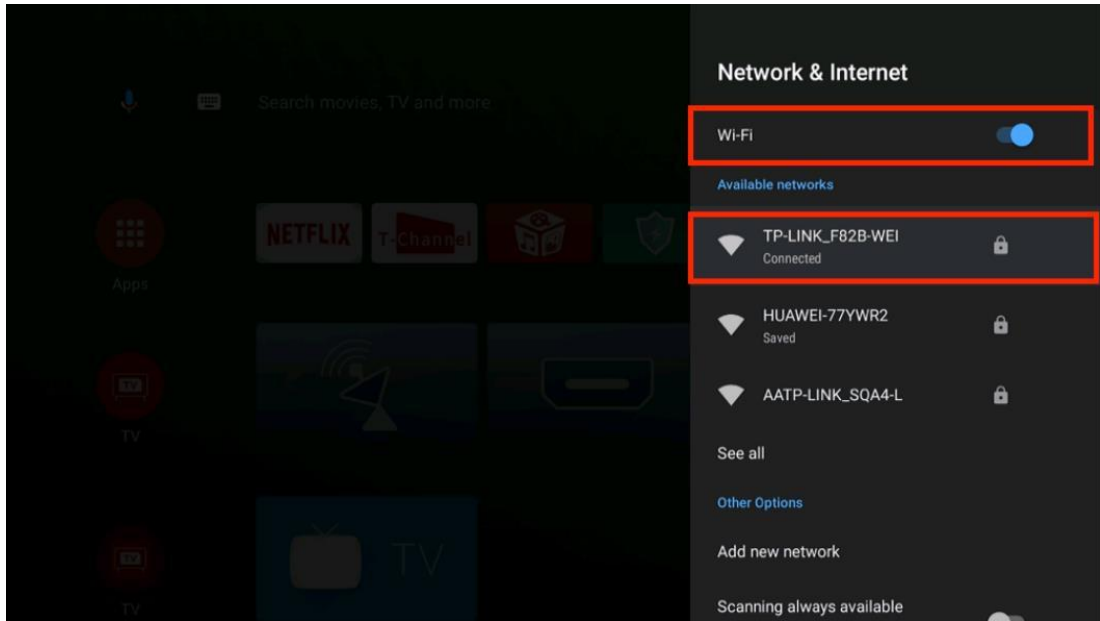 Search movies, TV and more
NETFLIX
T-Channel
Apps
TV
TV
TV
Network & Internet
Wi-Fi
Available networks
TP-LINK_F82B-WEI
Connected
HUAWEI-77YWR2
Saved
AATP-LINK_SQA4-L
See all
Other Options
Add new network
Scanning always available